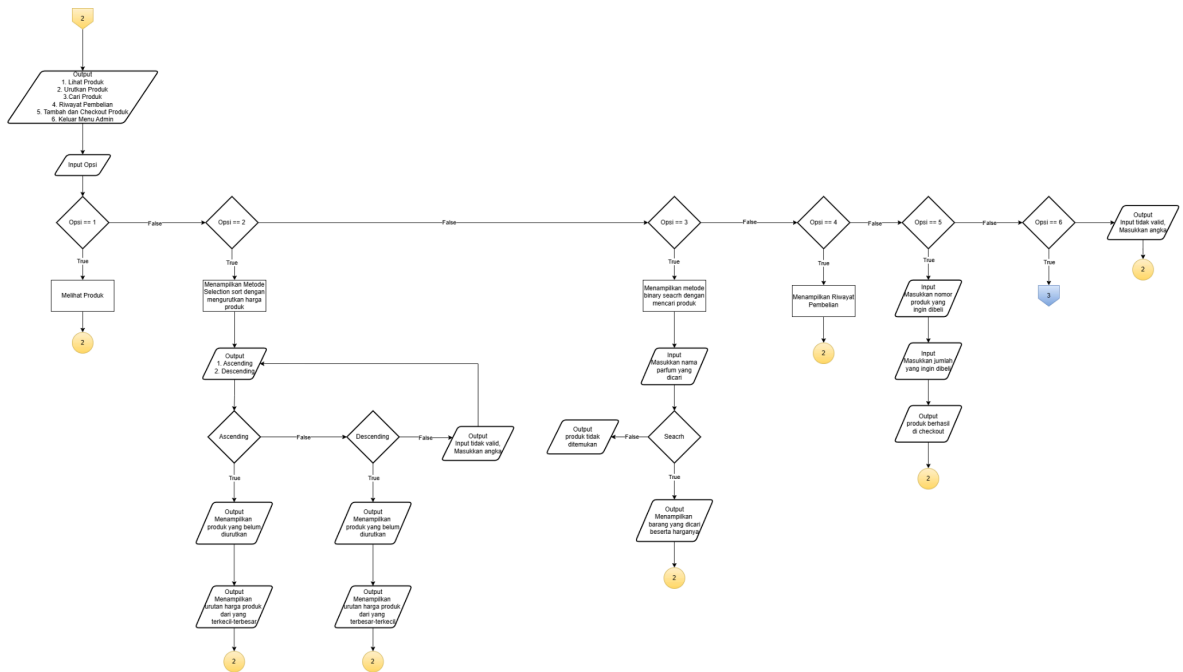 2
Output
1. Lihat Produk
2. Urutkan Produk
3.Cari Produk
4. Riwayat Pembelian
5. Tambah dan Checkout Produk
6. Keluar Menu Admin
Input Opsi
Opsi == 1
False
Opsi == 2
False
Opsi == 3
False
Opsi == 4
False
Opsi == 5
False
Opsi == 6
Output
Input tidak valid,
Masukkan angka
2
True
Melihat Produk
2
True
Menampilkan Metode
Selection sort dengan
mengurutkan harga
produk
Output
1. Ascending
2. Descending
Ascending
False
Descending
False
Output
Input tidak valid,
Masukkan angka
True
Output
Menampilkan
produk yang belum
diurutkan
Output
Menampilkan
urutan harga produk
dari yang
terkecil-terbesar
2
True
Output
Menampilkan
produk yang belum
diurutkan
Output
Menampilkan
urutan harga produk
dari yang
terbesar-terkecil
2
True
Menampilkan metode
binary seacrh dengan
mencari produk
Input
Masukkan nama
parfum yang
dicari
Seacrh
False
Output
produk tidak
ditemukan
True
Output
Menampilkan
barang yang dicari
beserta harganya
2
True
Menampilkan Riwayat
Pembelian
2
True
Input
Masukkan nomor
produk yang
ingin dibeli
Input
Masukkan jumlah
yang ingin dibeli
Output
produk berhasil
di checkout
2
True
3